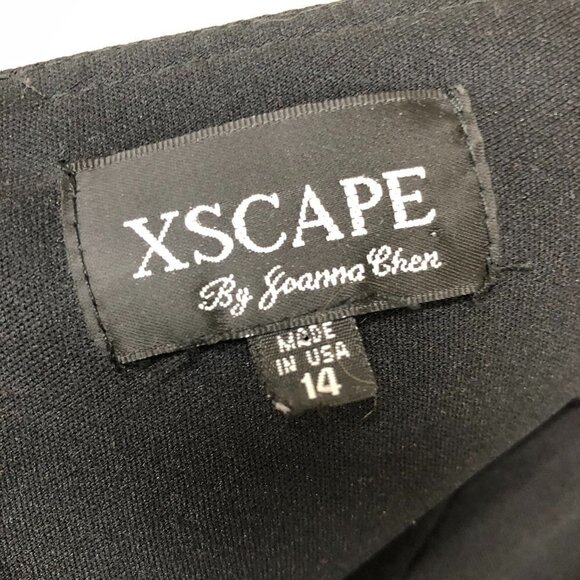 XSCAPE
By Joanna Chen
MADE
IN USA
14